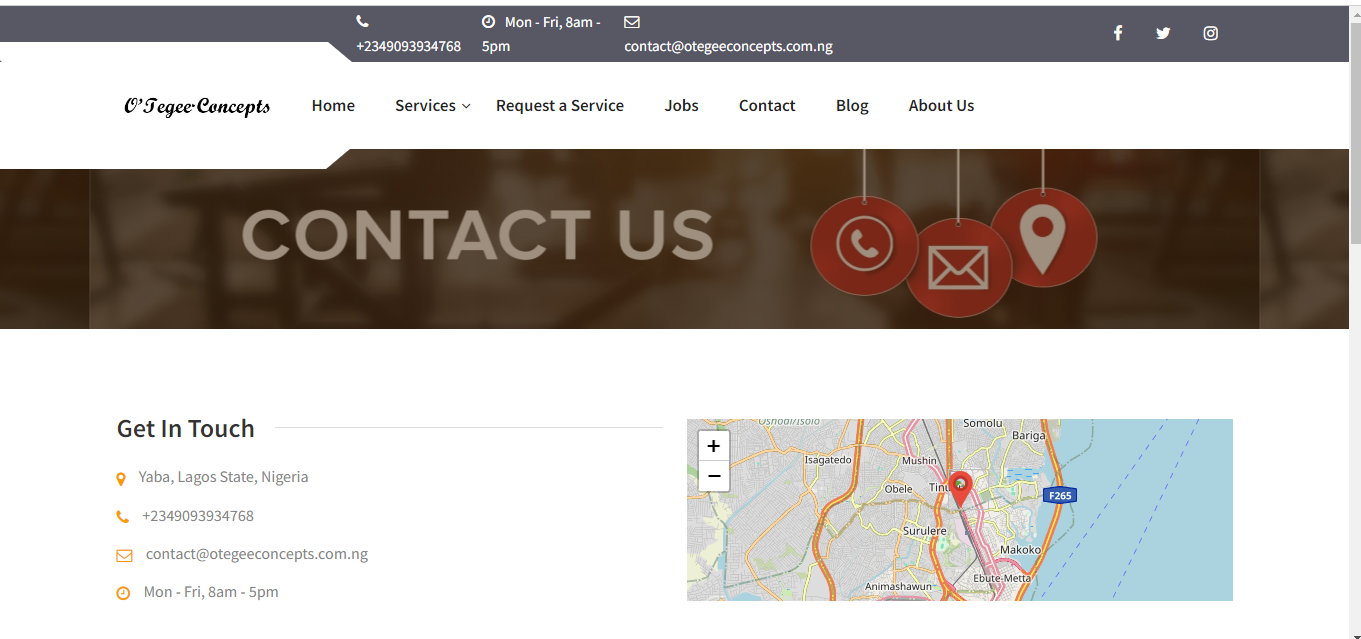 Mon - Fri, 8am -
+2349093934768 5pm contact@otegeeconcepts.com.ng
O'Tegee Concepts Home Services Request a Service Jobs Contact Blog About Us
CONTACT US
Get In Touch
Yaba, Lagos State, Nigeria
+2349093934768
contact@otegeeconcepts.com.ng
Mon - Fri, 8am - 5pm
+
−
Oshodi/Isolo
Somolu
Bariga
Isagatedo
Mushin
Obele
F265
Surulere
Makoko
Ebute-Metta
Animashawun